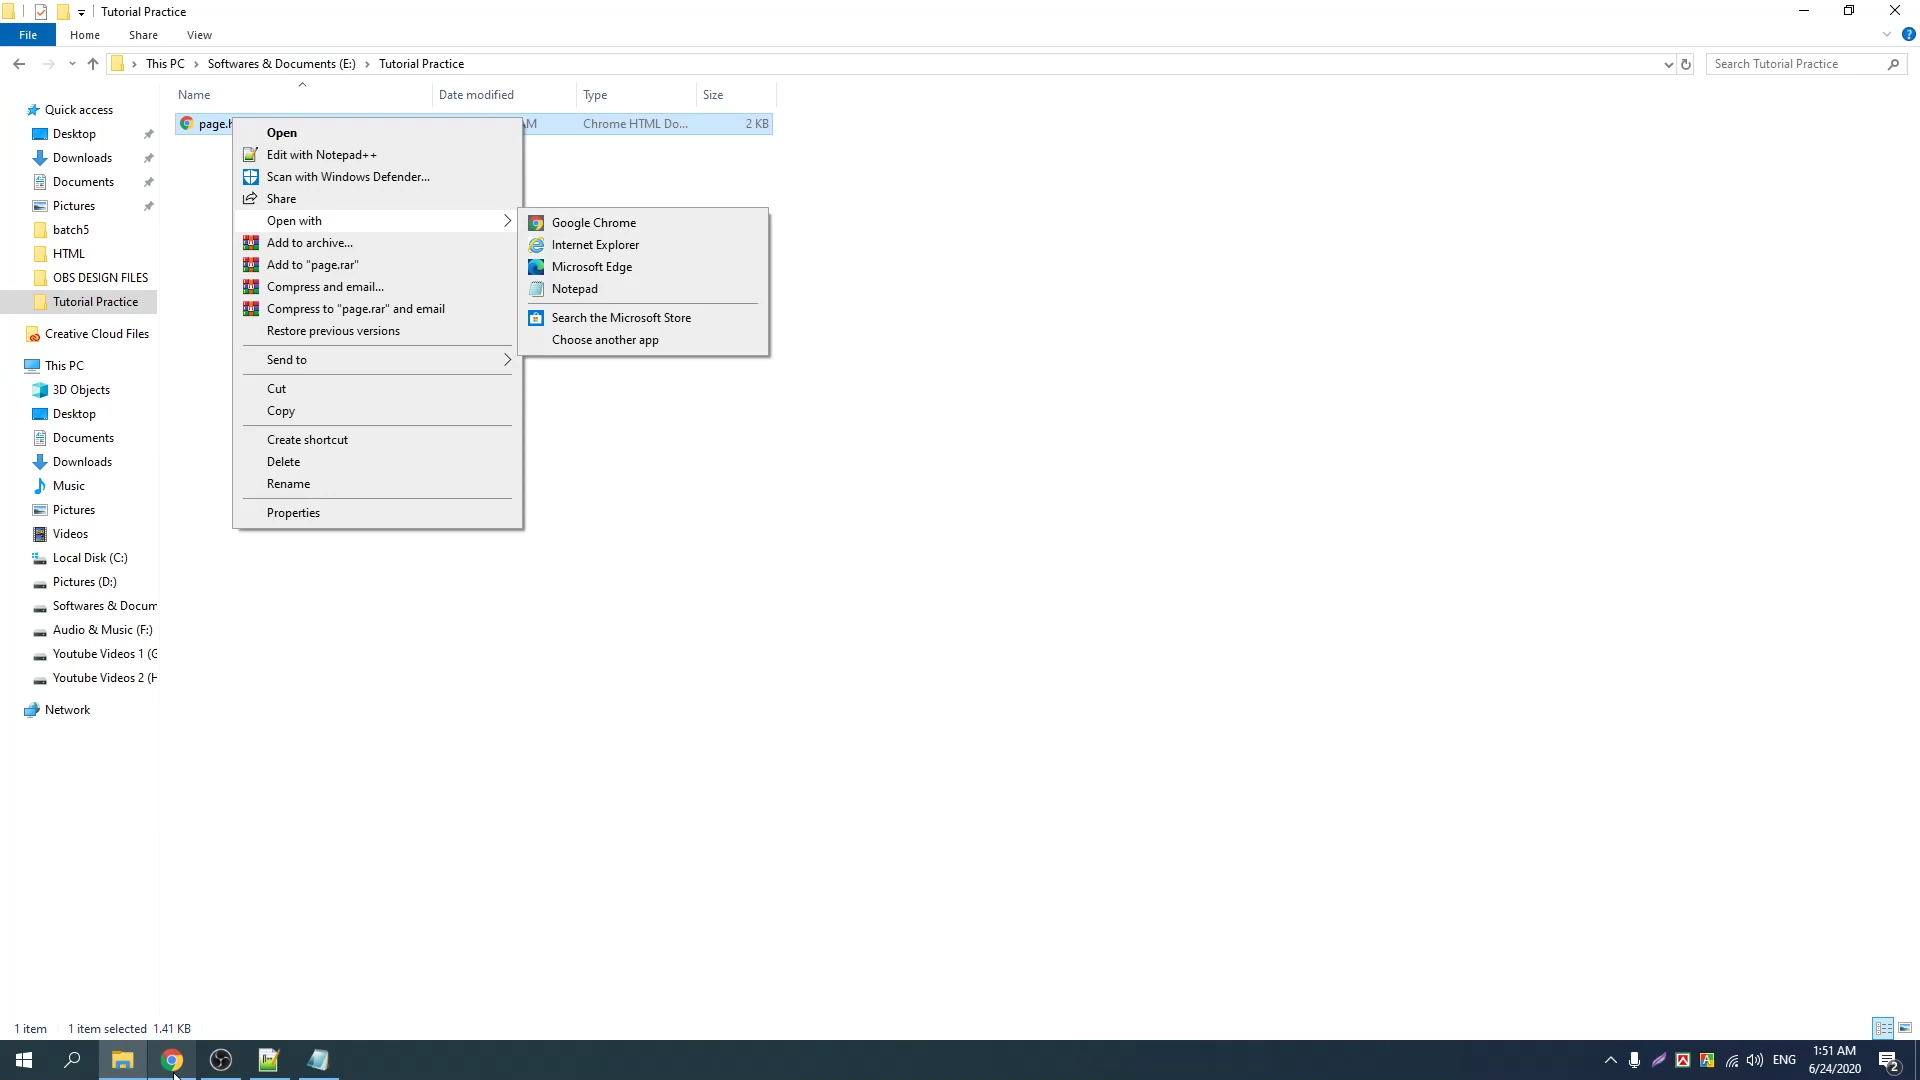 Tutorial Practice
File Home Share View
This PC Softwares & Documents (E:) Tutorial Practice
Search Tutorial Practice
Name Date modified Type Size
page.h AM Chrome HTML Do... 2 KB
Quick access
Desktop
Downloads
Documents
Pictures
batch5
HTML
OBS DESIGN FILES
Tutorial Practice
Creative Cloud Files
This PC
3D Objects
Desktop
Documents
Downloads
Music
Pictures
Videos
Local Disk (C:)
Pictures (D:)
Softwares & Docum
Audio & Music (F:)
Youtube Videos 1 (G
Youtube Videos 2 (H
Network
Open
Edit with Notepad++
Scan with Windows Defender...
Share
Open with
Add to archive...
Add to "page.rar"
Compress and email...
Compress to "page.rar" and email
Restore previous versions
Send to
Cut
Copy
Create shortcut
Delete
Rename
Properties
Google Chrome
Internet Explorer
Microsoft Edge
Notepad
Search the Microsoft Store
Choose another app
1 item 1 item selected 1.41 KB
ENG
1:51 AM
6/24/2020
2